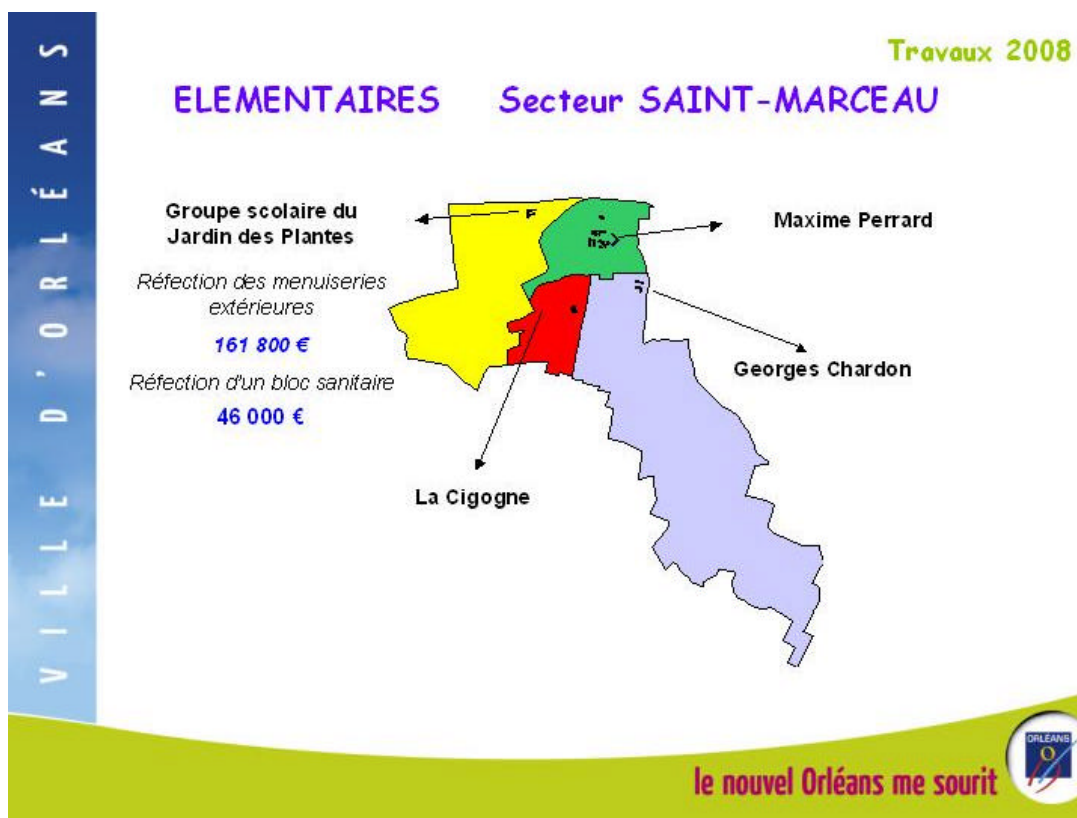 VILLE D'ORLÉANS
Travaux 2008
ELEMENTAIRES Secteur SAINT-MARCEAU
Groupe scolaire du
Jardin des Plantes
Réfection des menuiseries
extérieures
161 800 €
Réfection d'un bloc sanitaire
46 000 €
Maxime Perrard
Georges Chardon
La Cigogne
le nouvel Orléans me sourit
ORLÉANS